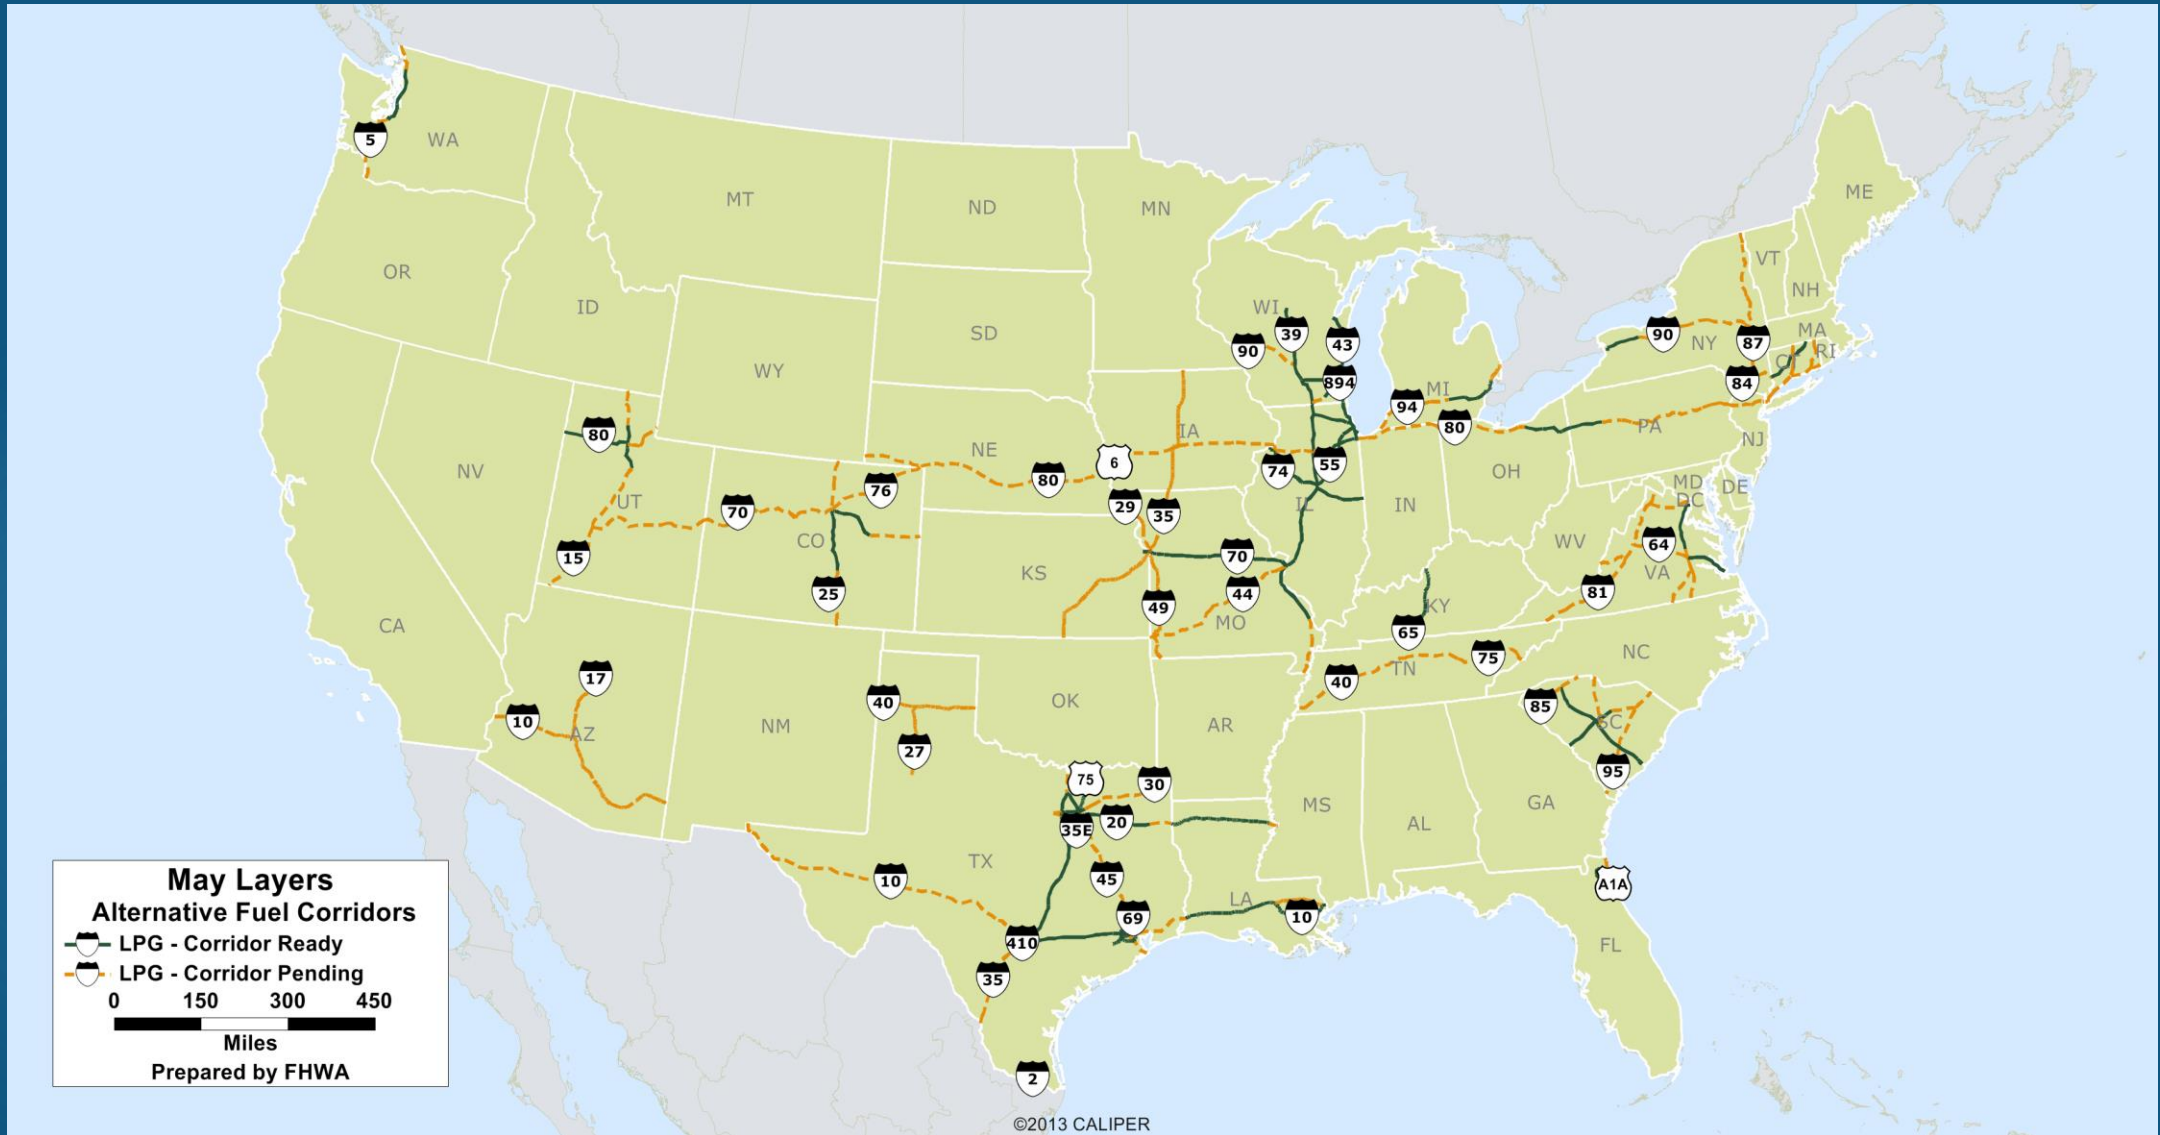 5
WA
MT
ND
MN
ME
OR
ID
VT
NH
WI
39
43
90
SD
90
NY
87
MA
RI
CT
WY
894
84
MI
94
80
80
IA
PA
NE
6
74
55
NJ
NV
OH
80
76
29
35
IL
IN
MD
DE
DC
UT
70
CO
15
KS
70
WV
64
VA
25
49
44
81
MO
KY
CA
65
17
TN
75
NC
10
AZ
NM
40
OK
40
AR
85
SC
27
75
30
95
35E
20
MS
AL
GA
TX
10
45
LA
69
10
A1A
410
FL
35
2
May Layers
Alternative Fuel Corridors
LPG - Corridor Ready
LPG - Corridor Pending
0 150 300 450
Miles
Prepared by FHWA
©2013 CALIPER